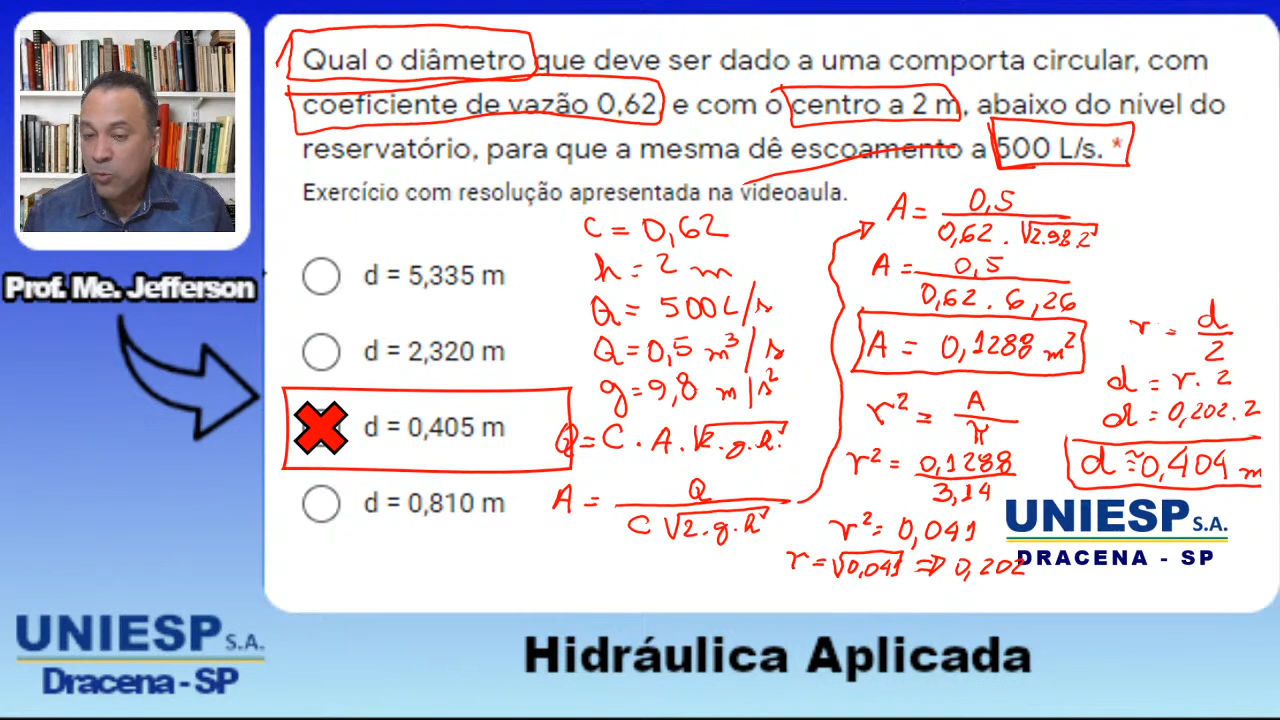 Qual o diâmetro que deve ser dado a uma comporta circular, com
coeficiente de vazão 0,62, e com o centro a 2 m, abaixo do nível do
reservatório, para que a mesma dê escoamento a 500 L/s. *
Exercício com resolução apresentada na videoaula.
d = 5,335 m
d = 2,320 m
d = 0,405 m
d = 0,810 m
Prof. Me. Jefferson
C = 0,62
h = 2 m
Q = 500 L/s
Q = 0,5 m³/s
g = 9,8 m/s²
Q = C . A . √2.g.h
A = Q / C √2.g.h
A = 0,5 / 0,62 . √2.9,8.2
A = 0,5 / 0,62 . 6,26
A = 0,1288 m²
r² = A / π
r² = 0,1288 / 3,14
r² = 0,041
r = √0,041 ⇒ 0,202
r = d / 2
d = r . 2
d = 0,202 . 2
d ≅ 0,404 m
UNIESP S.A.
DRACENA - SP
UNIESP S.A.
Dracena - SP
Hidráulica Aplicada